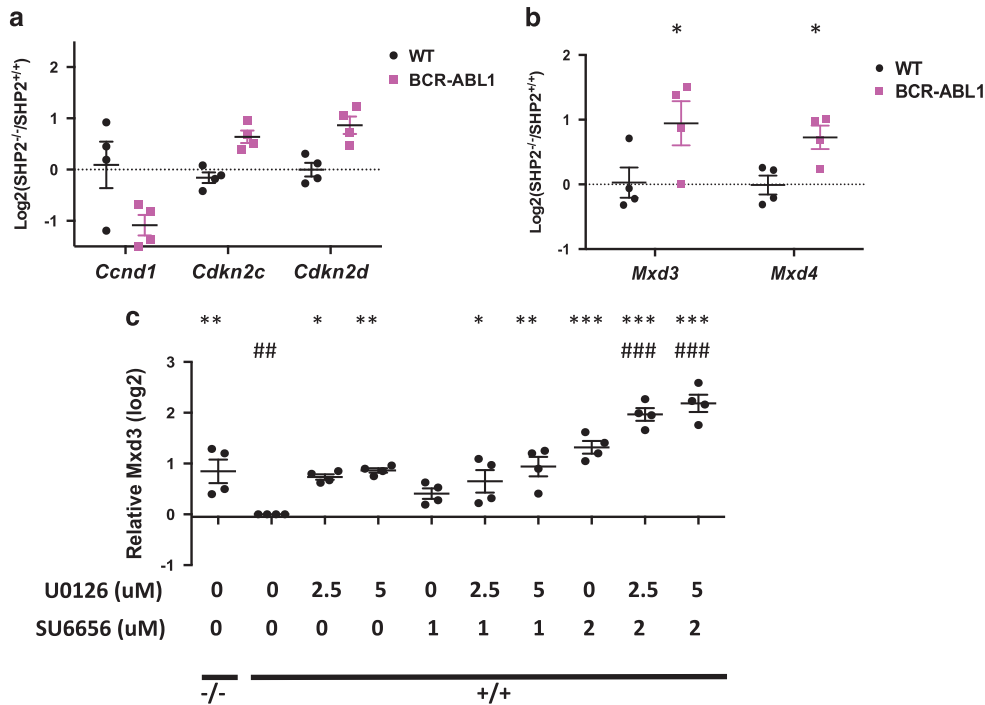 a
Log2(SHP2-/-/SHP2+/+)
2
1
0
-1
Ccnd1 Cdkn2c Cdkn2d
WT
BCR-ABL1
b
* *
Log2(SHP2-/-/SHP2+/+)
2
1
0
-1
Mxd3 Mxd4
WT
BCR-ABL1
c
** * ** * ** *** *** ***
## ### ###
Relative Mxd3 (log2)
3
2
1
0
-1
U0126 (uM) 0 0 2.5 5 0 2.5 5 0 2.5 5
SU6656 (uM) 0 0 0 0 1 1 1 2 2 2
-/- +/+